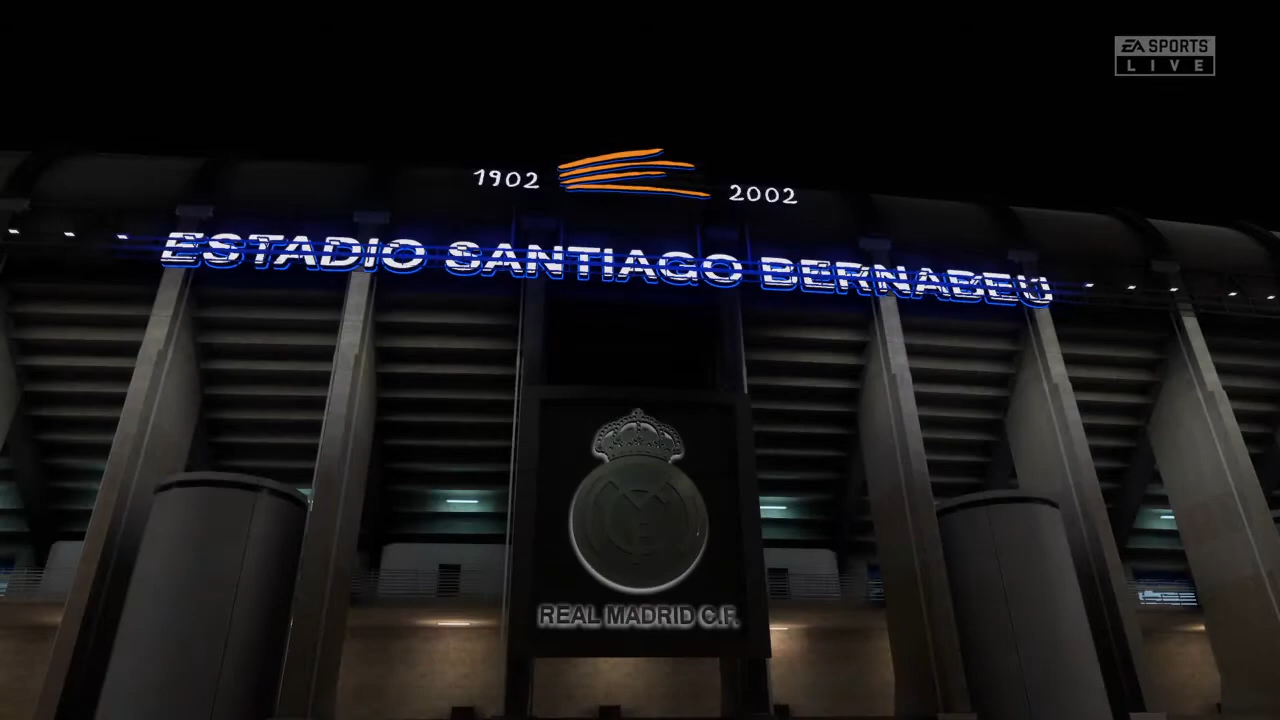 EA SPORTS
LIVE
1902 2002
ESTADIO SANTIAGO BERNABEU
REAL MADRID C.F.